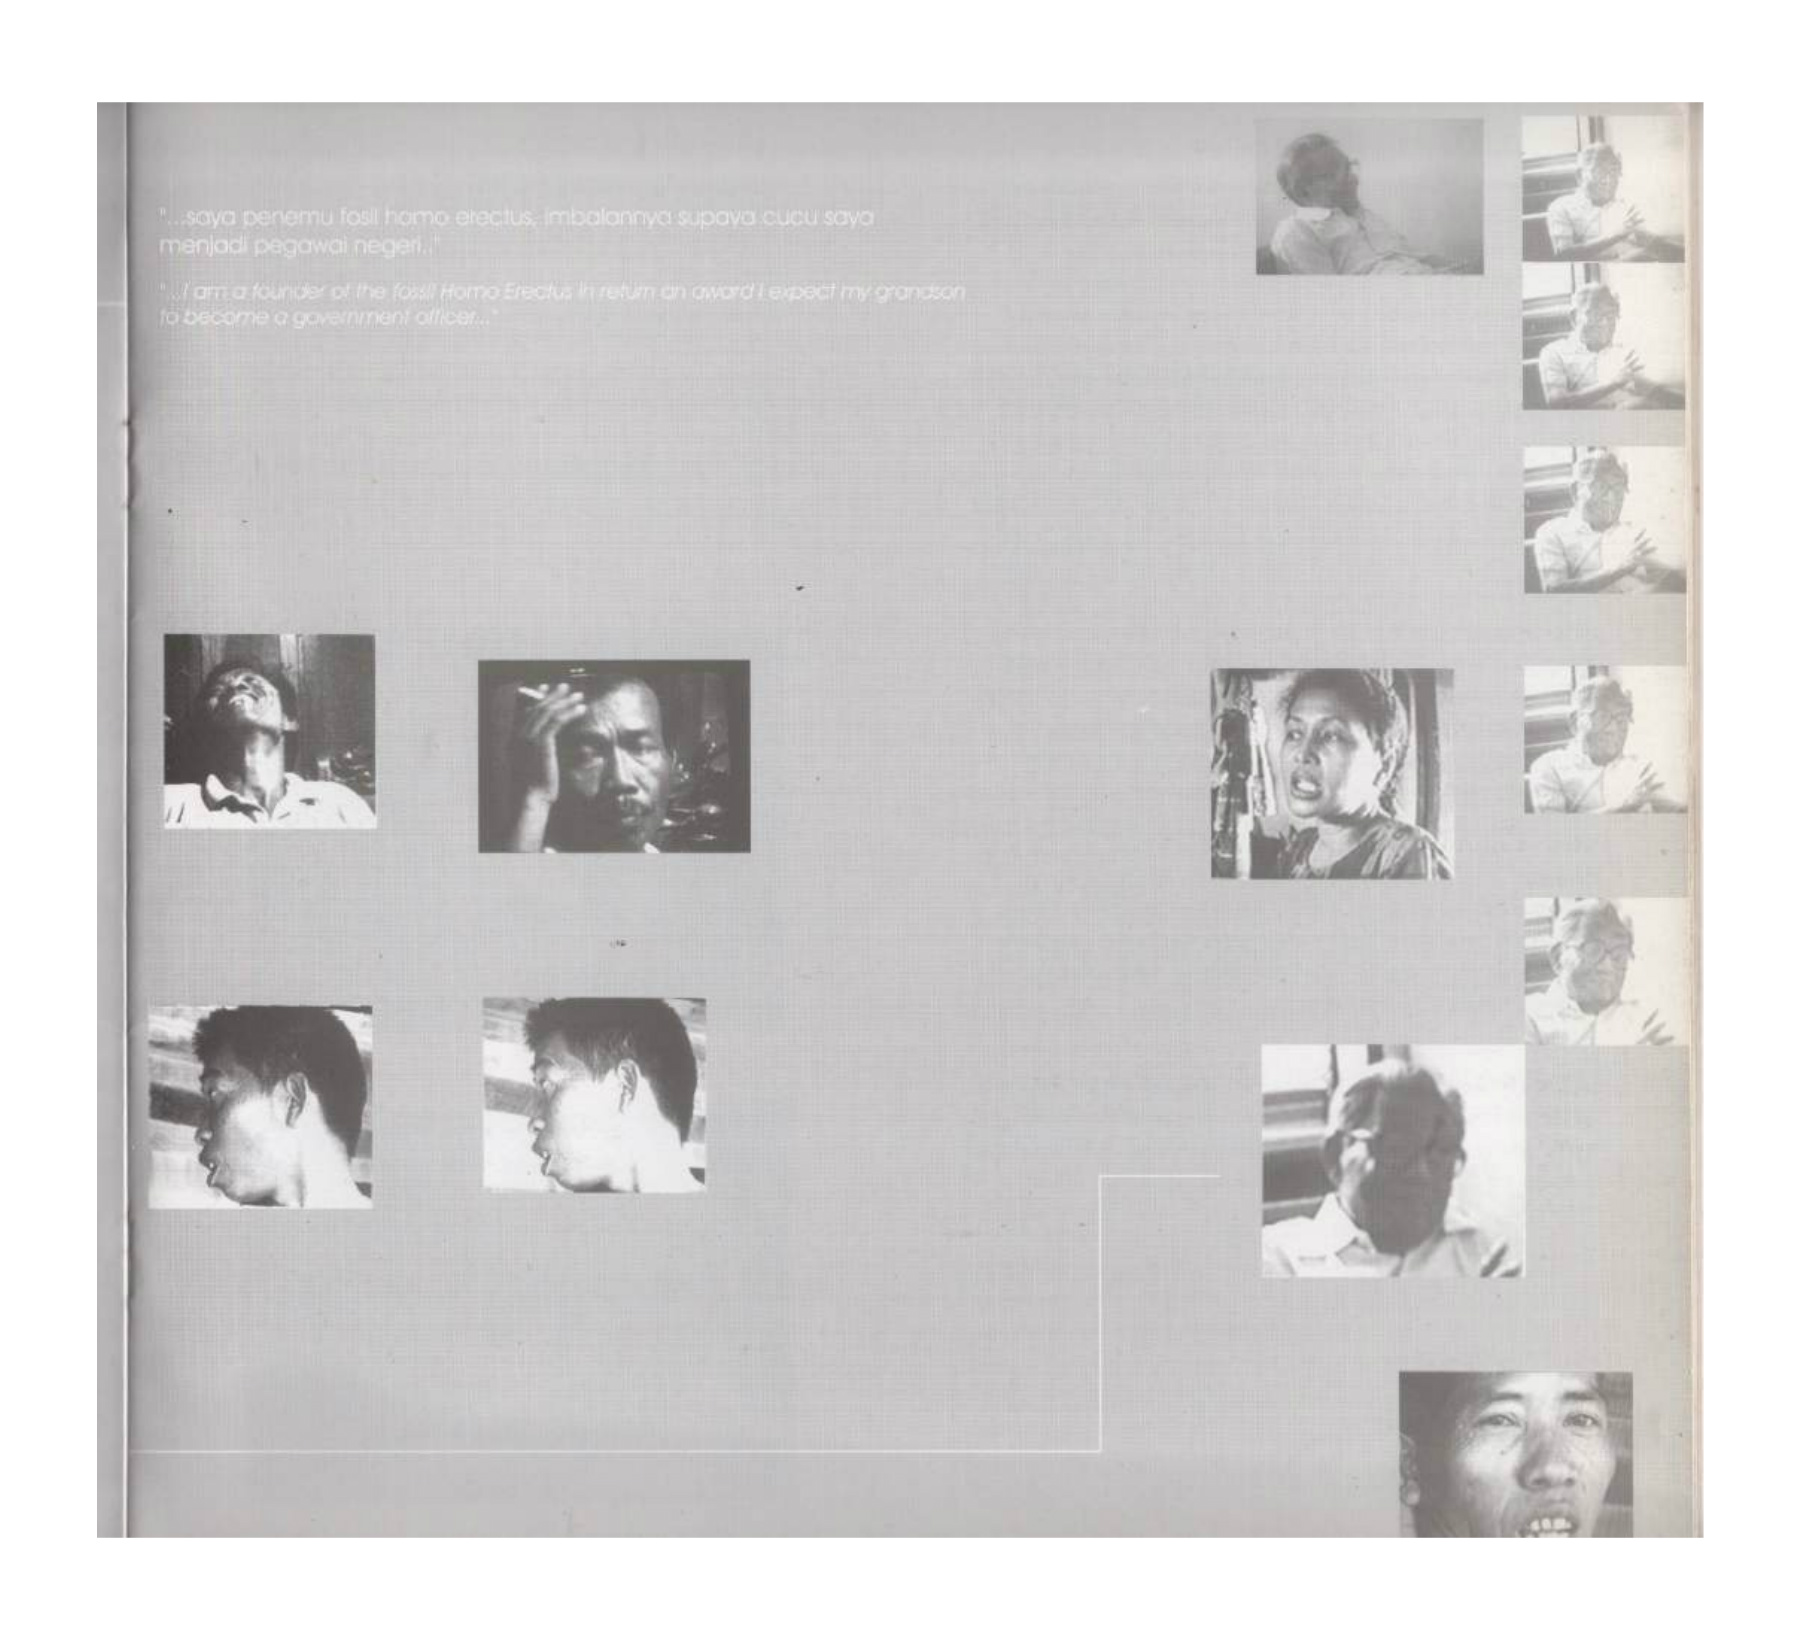 "...saya penemu fosil homo erectus, imbalannya supaya cucu saya
menjadi pegawai negeri.."
"...I am a founder of the fossil Homo Erectus in return an award I expect my grandson
to become a government officer..."